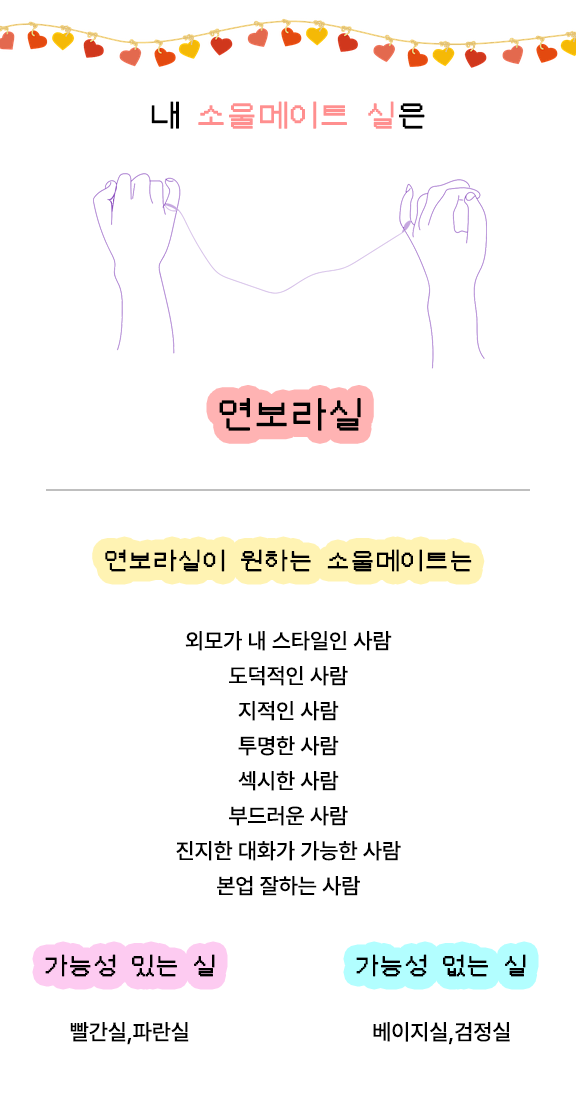 내 소울메이트 실은
연보라실
연보라실이 원하는 소울메이트는
외모가 내 스타일인 사람
도덕적인 사람
지적인 사람
투명한 사람
섹시한 사람
부드러운 사람
진지한 대화가 가능한 사람
본업 잘하는 사람
가능성 있는 실
빨간실,파란실
가능성 없는 실
베이지실,검정실